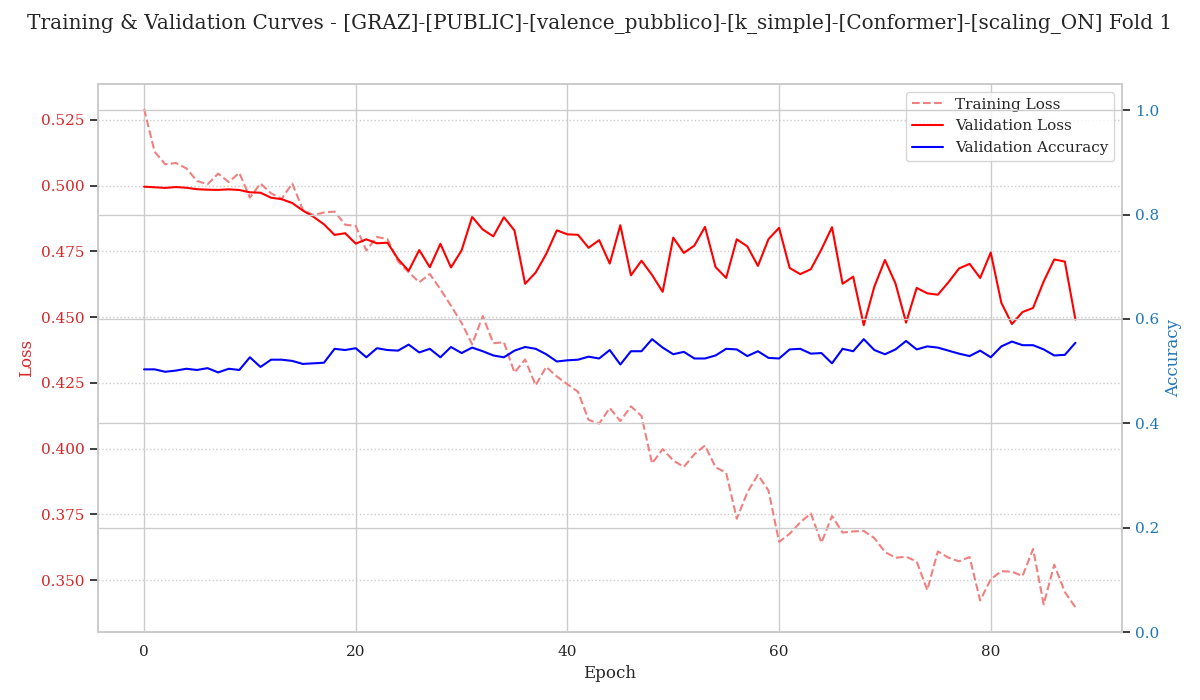 Training & Validation Curves - [GRAZ]-[PUBLIC]-[valence_pubblico]-[k_simple]-[Conformer]-[scaling_ON] Fold 1
Training Loss
Validation Loss
Validation Accuracy
0.525
0.500
0.475
0.450
0.425
0.400
0.375
0.350
Loss
1.0
0.8
0.6
0.4
0.2
0.0
Accuracy
0 20 40 60 80
Epoch